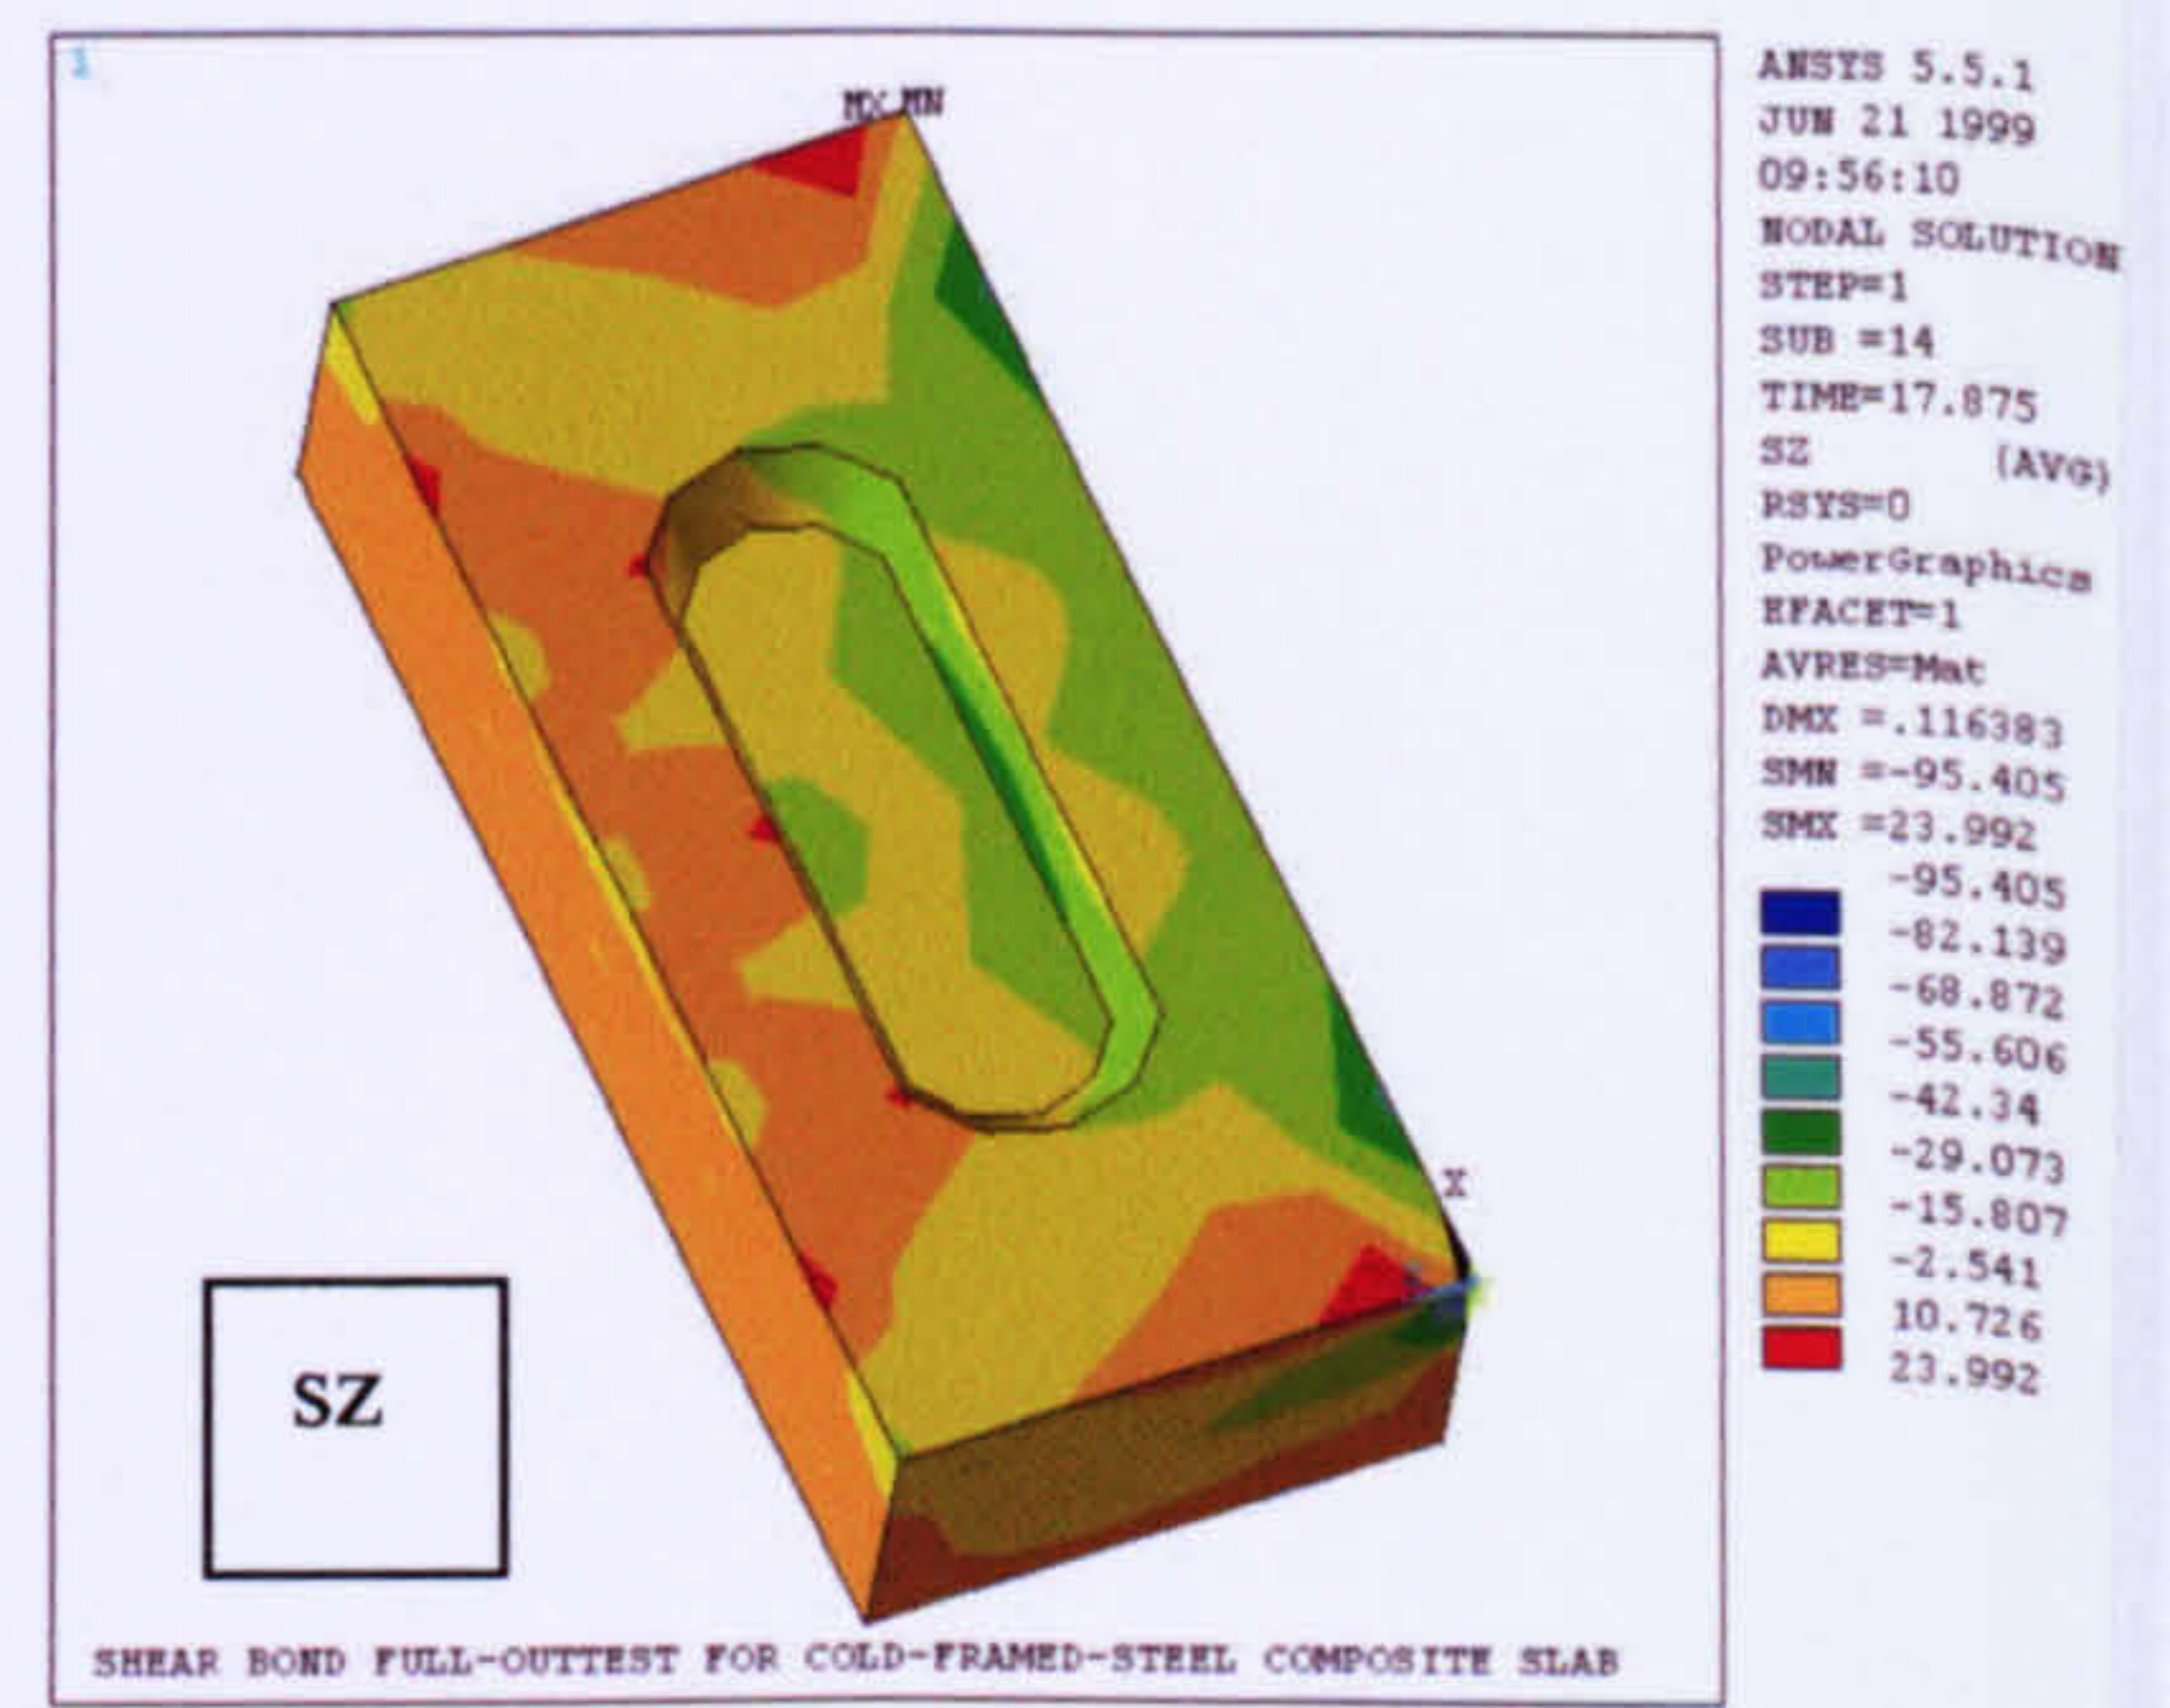 1
MX MN
ANSYS 5.5.1
JUN 21 1999
09:56:10
NODAL SOLUTION
STEP=1
SUB =14
TIME=17.875
SZ (AVG)
RSYS=0
PowerGraphics
EFACET=1
AVRES=Mat
DMX =.116383
SMN =-95.405
SMX =23.992
-95.405
-82.139
-68.872
-55.606
-42.34
-29.073
-15.807
-2.541
10.726
23.992
X
SZ
SHEAR BOND FULL-OUTTEST FOR COLD-FRAMED-STEEL COMPOSITE SLAB